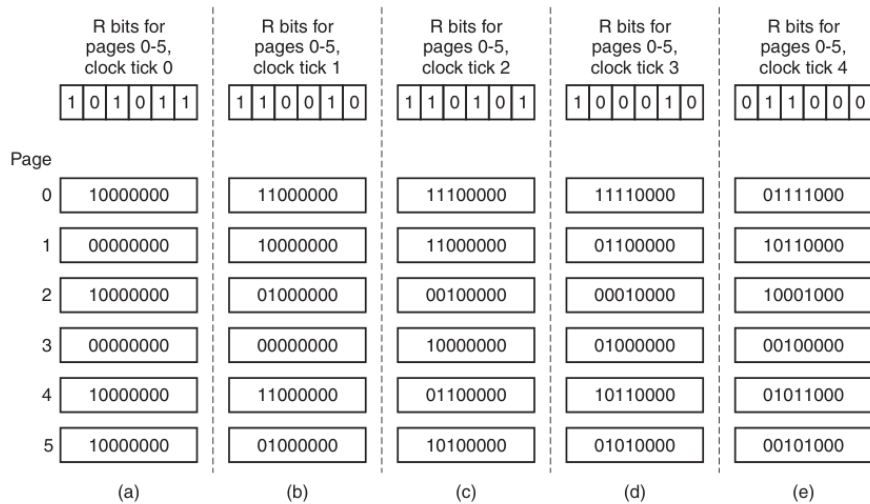 R bits for pages 0-5, clock tick 0
R bits for pages 0-5, clock tick 1
R bits for pages 0-5, clock tick 2
R bits for pages 0-5, clock tick 3
R bits for pages 0-5, clock tick 4
1 0 1 0 1 1
1 1 0 0 1 0
1 1 0 1 0 1
1 0 0 0 1 0
0 1 1 0 0 0
Page
0 10000000 11000000 11100000 11110000 01111000
1 00000000 10000000 11000000 01100000 10110000
2 10000000 01000000 00100000 00010000 10001000
3 00000000 00000000 10000000 01000000 00100000
4 10000000 11000000 01100000 10110000 01011000
5 10000000 01000000 10100000 01010000 00101000
(a) (b) (c) (d) (e)